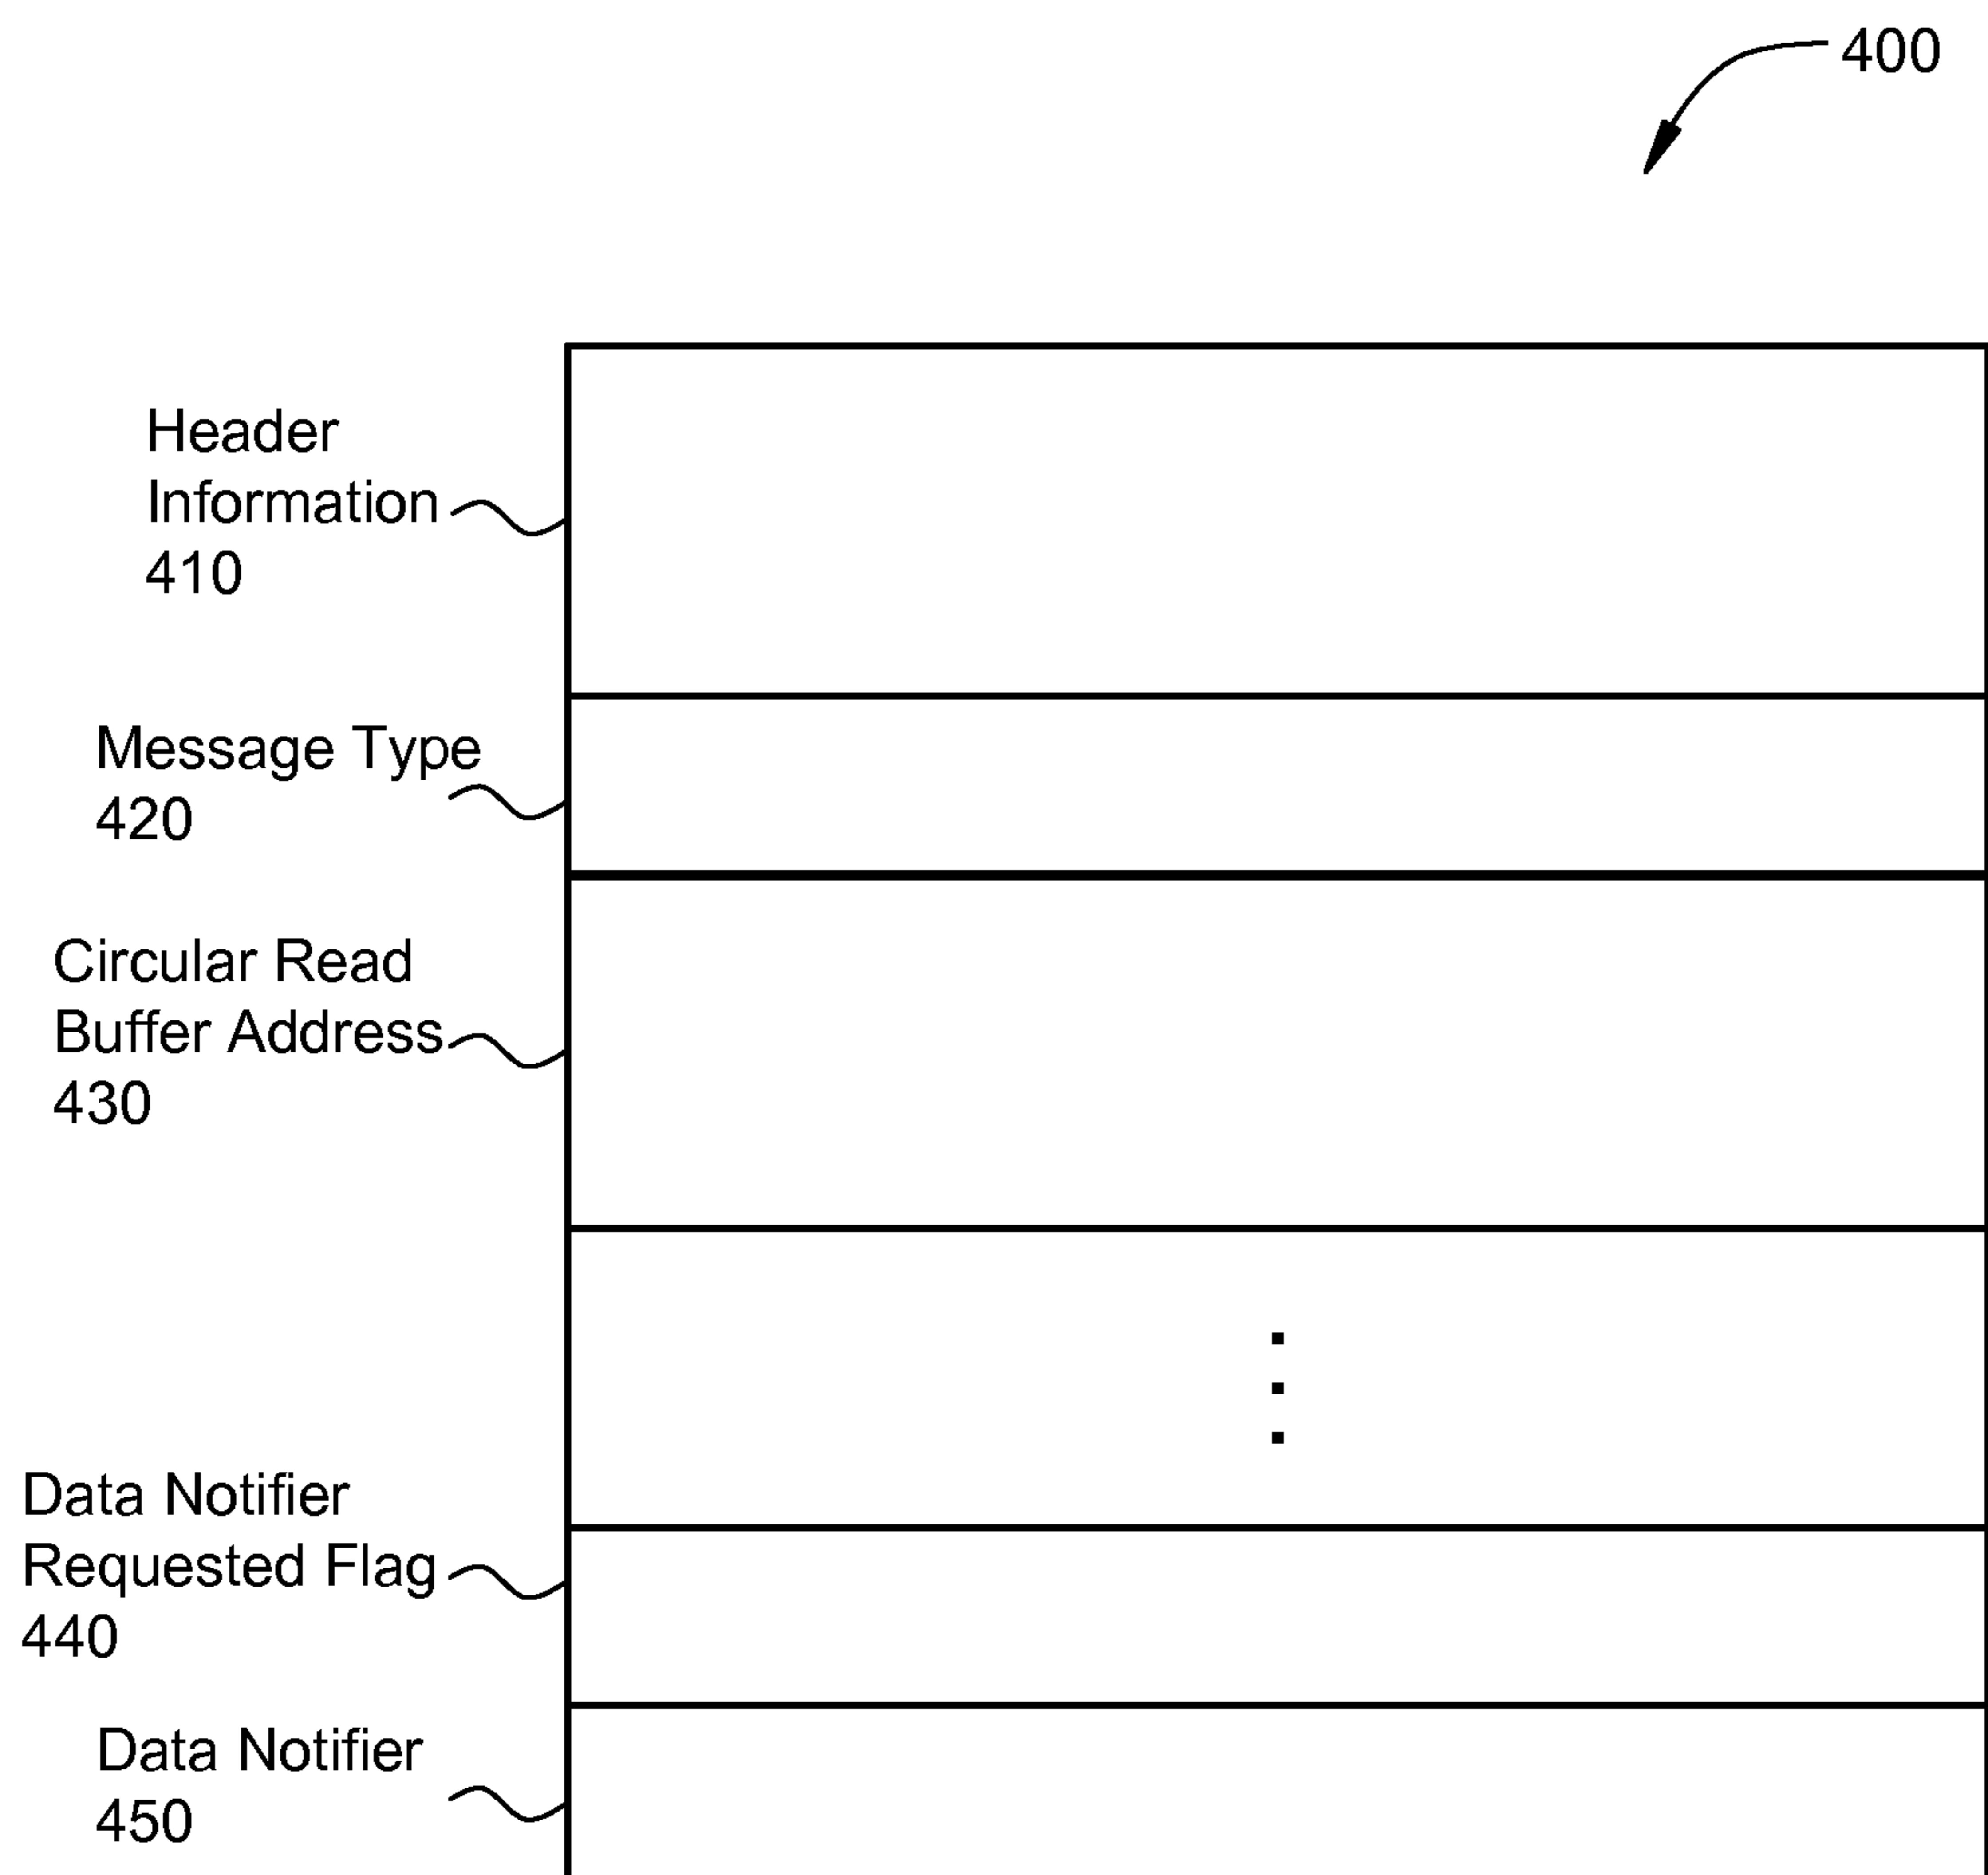 400
Header
Information
410
Message Type
420
Circular Read
Buffer Address
430
Data Notifier
Requested Flag
440
Data Notifier
450